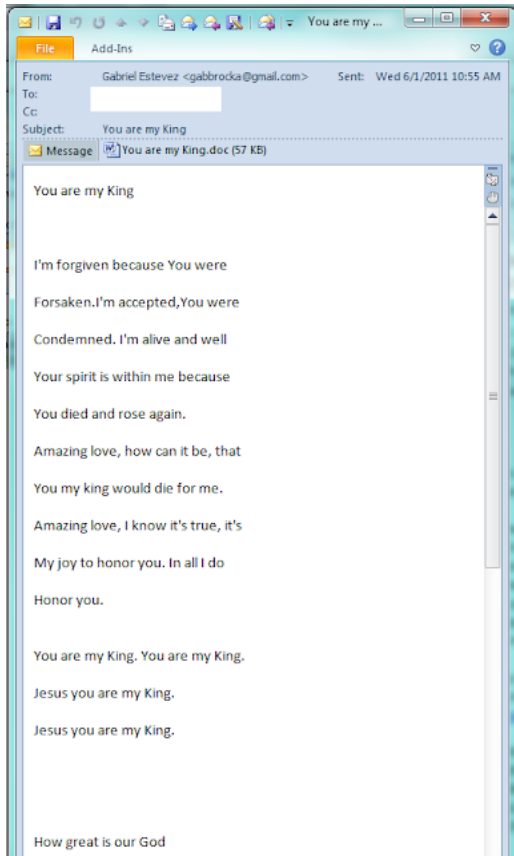 You are my ...
File Add-Ins
From: Gabriel Estevez <gabbrocka@gmail.com> Sent: Wed 6/1/2011 10:55 AM
To:
Cc:
Subject: You are my King
Message You are my King.doc (57 KB)
You are my King
I'm forgiven because You were
Forsaken.I'm accepted,You were
Condemned. I'm alive and well
Your spirit is within me because
You died and rose again.
Amazing love, how can it be, that
You my king would die for me.
Amazing love, I know it's true, it's
My joy to honor you. In all I do
Honor you.
You are my King. You are my King.
Jesus you are my King.
Jesus you are my King.
How great is our God